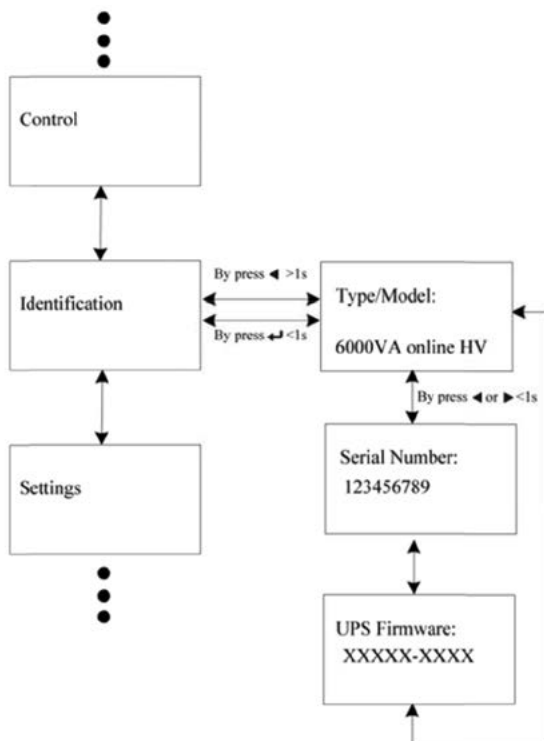 Control
Identification
Settings
By press ◄ >1s
By press ↵ <1s
Type/Model:
6000VA online HV
By press ◄ or ► <1s
Serial Number:
123456789
UPS Firmware:
XXXXX-XXXX